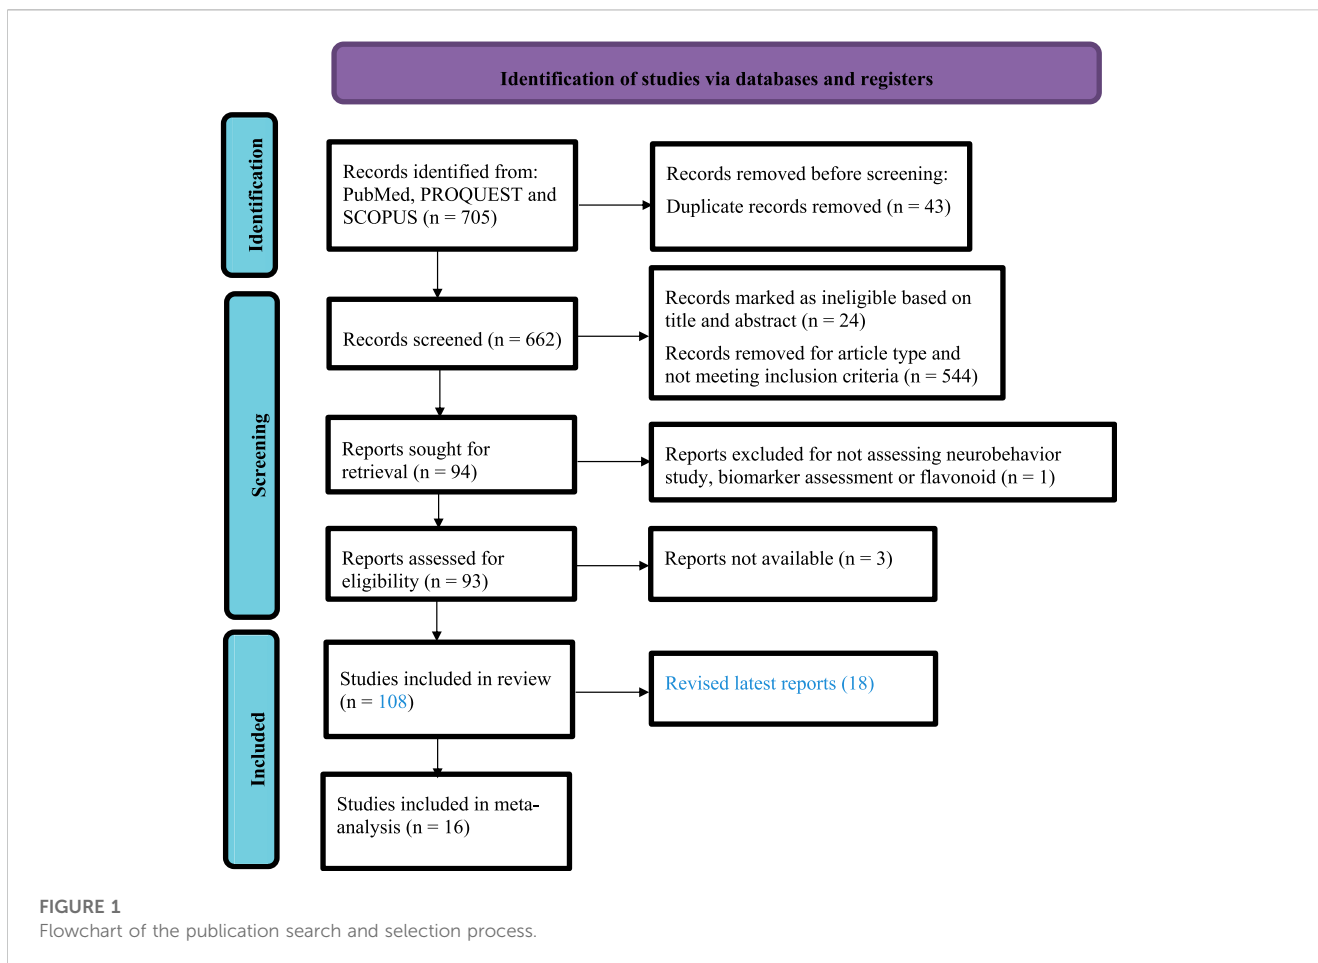 Identification of studies via databases and registers
Identification
Records identified from:
PubMed, PROQUEST and
SCOPUS (n = 705)
Records removed before screening:
Duplicate records removed (n = 43)
Screening
Records screened (n = 662)
Records marked as ineligible based on
title and abstract (n = 24)
Records removed for article type and
not meeting inclusion criteria (n = 544)
Reports sought for
retrieval (n = 94)
Reports excluded for not assessing neurobehavior
study, biomarker assessment or flavonoid (n = 1)
Reports assessed for
eligibility (n = 93)
Reports not available (n = 3)
Included
Studies included in review
(n = 108)
Revised latest reports (18)
Studies included in meta-
analysis (n = 16)
FIGURE 1
Flowchart of the publication search and selection process.